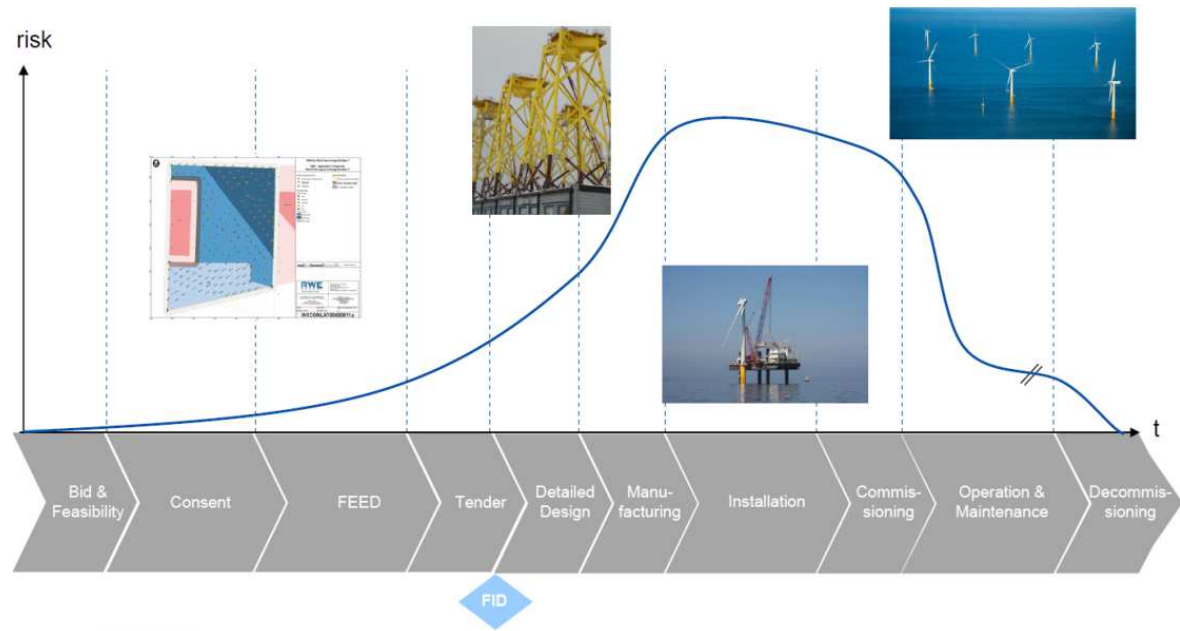 risk
RWE
t
Bid &
Feasibility
Consent
FEED
Tender
Detailed
Design
Manu-
facturing
Installation
Commis-
sioning
Operation &
Maintenance
Decommis-
sioning
FID